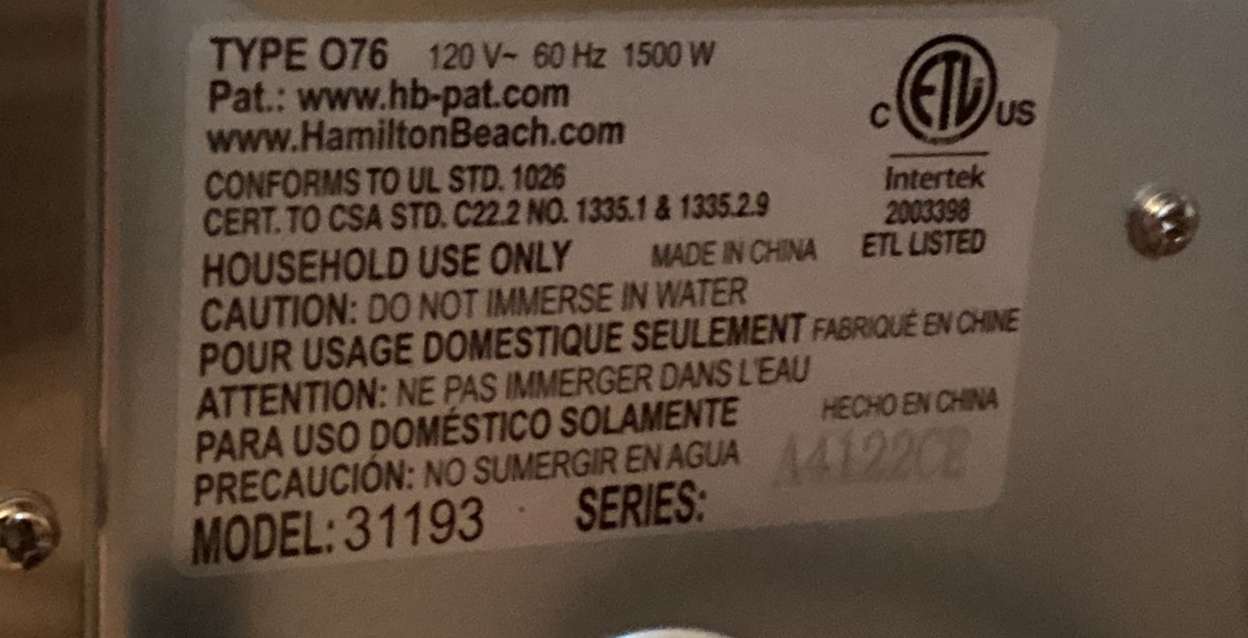 TYPE O76 120 V~ 60 Hz 1500 W
Pat.: www.hb-pat.com
www.HamiltonBeach.com
C ETL US
CONFORMS TO UL STD. 1026
CERT. TO CSA STD. C22.2 NO. 1335.1 & 1335.2.9
Intertek
2003398
ETL LISTED
HOUSEHOLD USE ONLY MADE IN CHINA
CAUTION: DO NOT IMMERSE IN WATER
POUR USAGE DOMESTIQUE SEULEMENT FABRIQUÉ EN CHINE
ATTENTION: NE PAS IMMERGER DANS L'EAU
PARA USO DOMÉSTICO SOLAMENTE HECHO EN CHINA
PRECAUCIÓN: NO SUMERGIR EN AGUA
MODEL: 31193 SERIES: